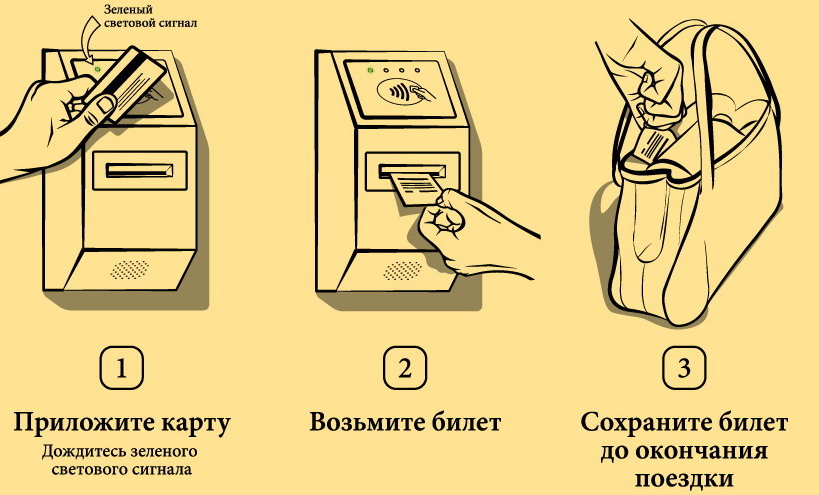 Зеленый
световой сигнал
1
Приложите карту
Дождитесь зеленого
светового сигнала
2
Возьмите билет
3
Сохраните билет
до окончания
поездки